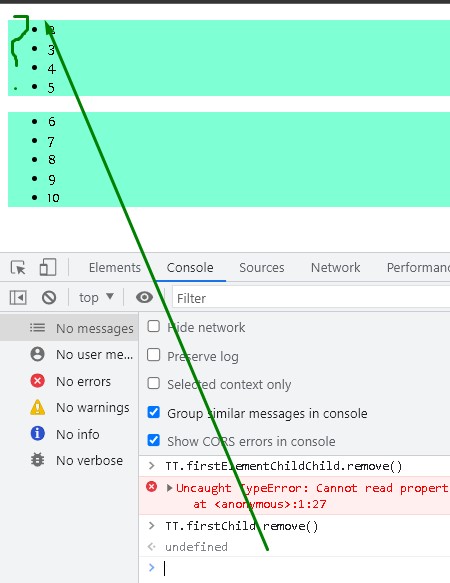 ?
2
3
4
5
6
7
8
9
10
Elements Console Sources Network Performanc
top Filter
No messages
No user me...
No errors
No warnings
No info
No verbose
Hide network
Preserve log
Selected context only
Group similar messages in console
Show CORS errors in console
TT.firstElementChildChild.remove()
Uncaught TypeError: Cannot read propert
at <anonymous>:1:27
TT.firstChild.remove()
undefined